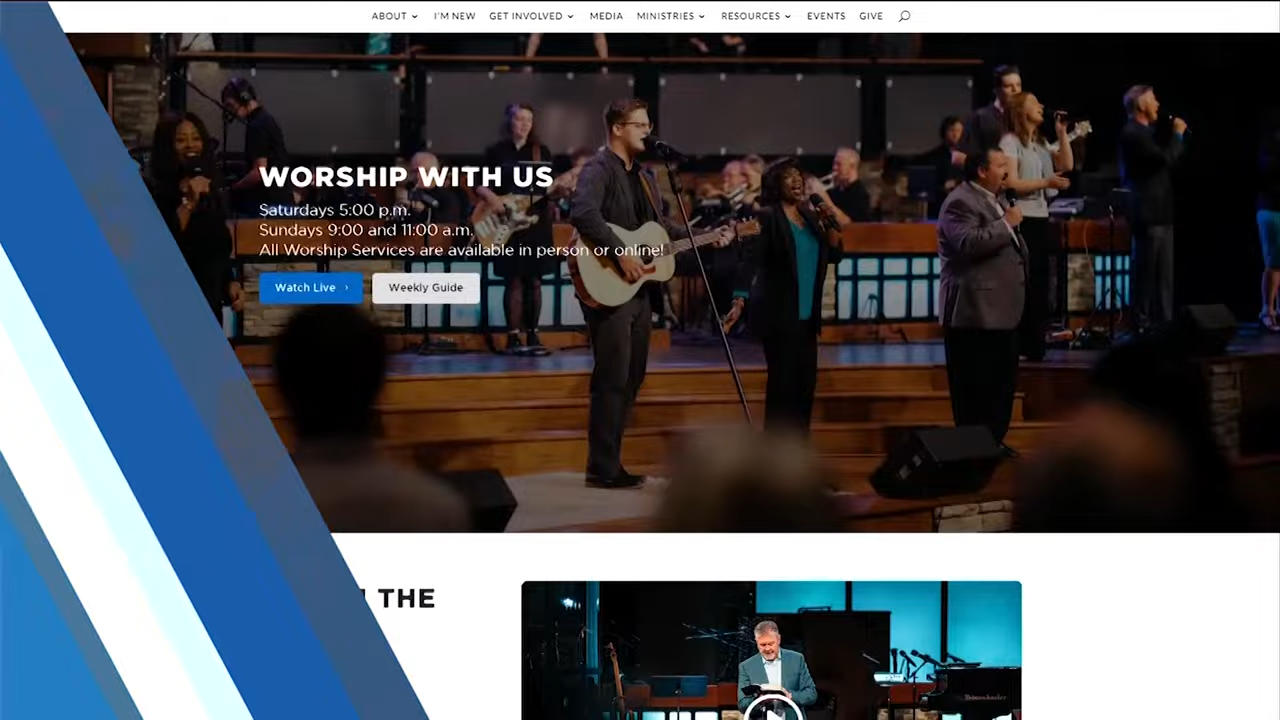 ABOUT I'M NEW GET INVOLVED MEDIA MINISTRIES RESOURCES EVENTS GIVE
WORSHIP WITH US
Saturdays 5:00 p.m.
Sundays 9:00 and 11:00 a.m.
All Worship Services are available in person or online!
Watch Live › Weekly Guide
THE